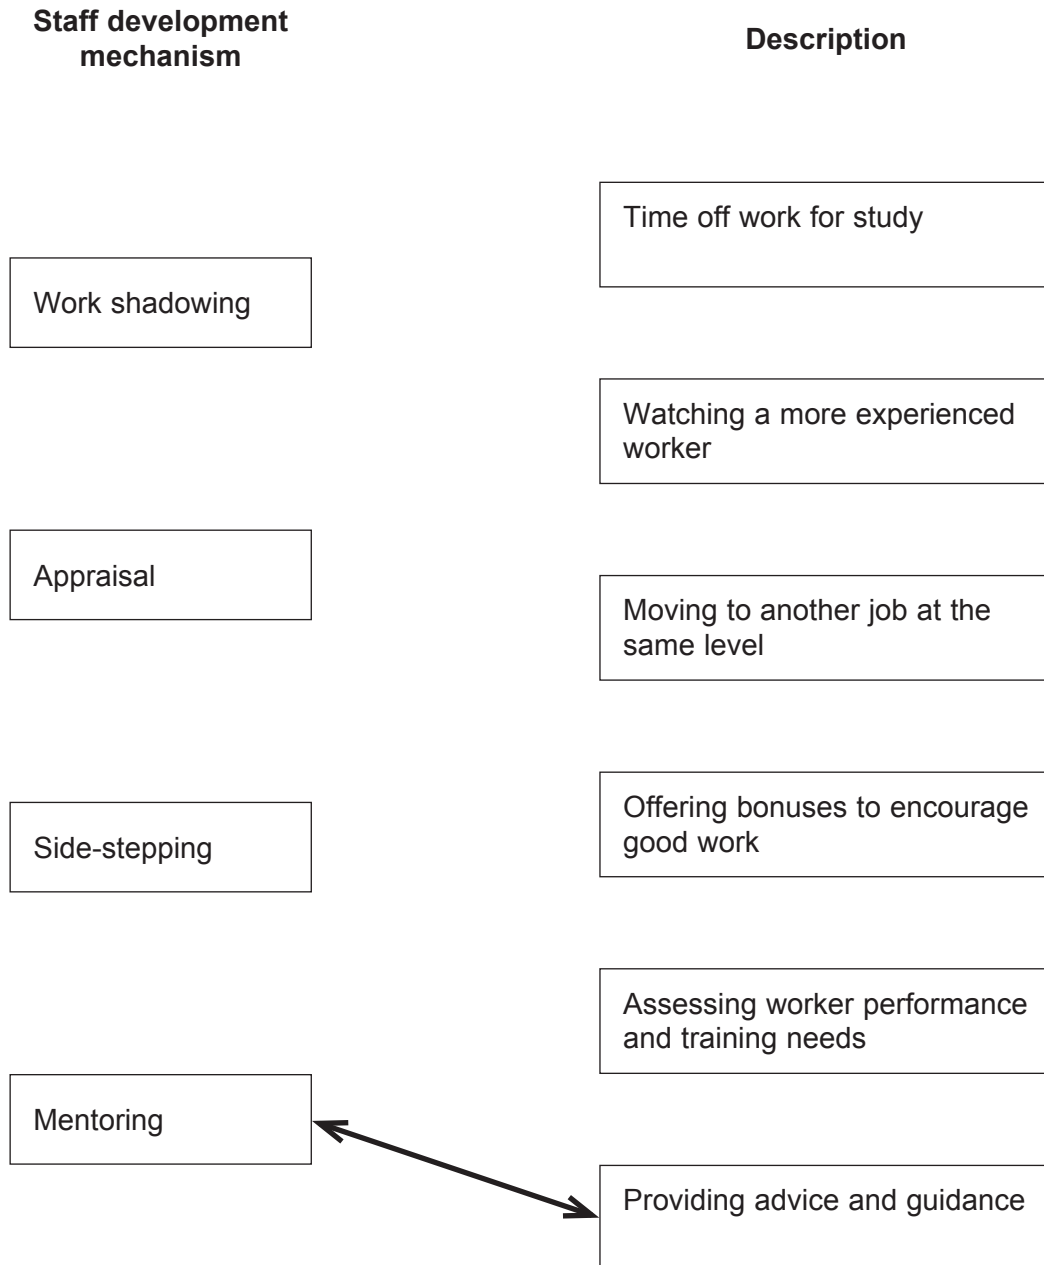 Staff development
mechanism
Description
Time off work for study
Work shadowing
Watching a more experienced
worker
Appraisal
Moving to another job at the
same level
Side-stepping
Offering bonuses to encourage
good work
Assessing worker performance
and training needs
Mentoring
Providing advice and guidance